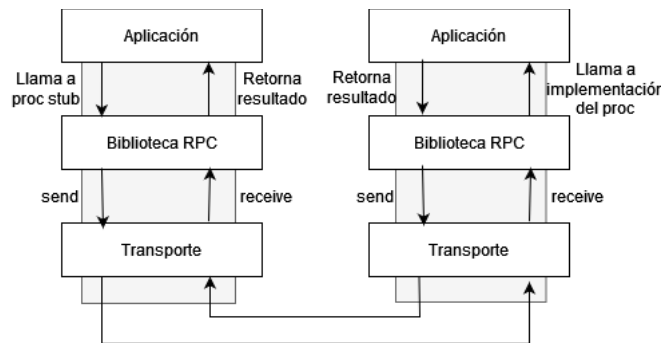 Aplicación
Aplicación
Llama a
proc stub
Retorna
resultado
Retorna
resultado
Llama a
implementación
del proc
Biblioteca RPC
Biblioteca RPC
send
receive
send
receive
Transporte
Transporte